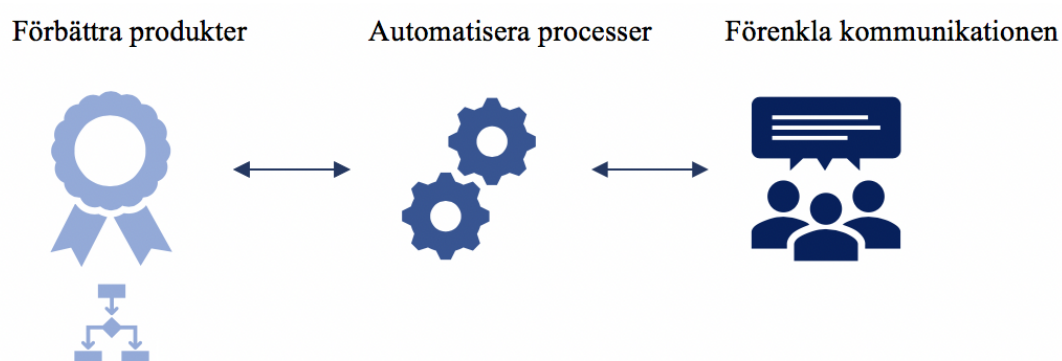 Förbättra produkter
Automatisera processer
Förenkla kommunikationen